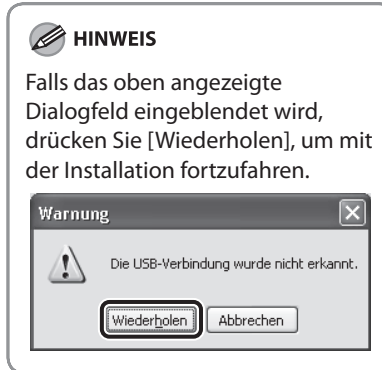 HINWEIS
Falls das oben angezeigte
Dialogfeld eingeblendet wird,
drücken Sie [Wiederholen], um mit
der Installation fortzufahren.
Warnung
Die USB-Verbindung wurde nicht erkannt.
Wiederholen Abbrechen